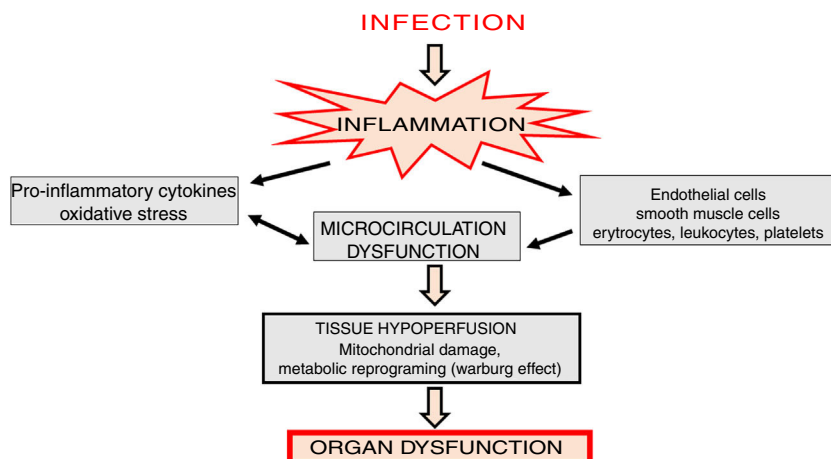 INFECTION
INFLAMMATION
Pro-inflammatory cytokines
oxidative stress
Endothelial cells
smooth muscle cells
erytrocytes, leukocytes, platelets
MICROCIRCULATION
DYSFUNCTION
TISSUE HYPOPERFUSION
Mitochondrial damage,
metabolic reprograming (warburg effect)
ORGAN DYSFUNCTION